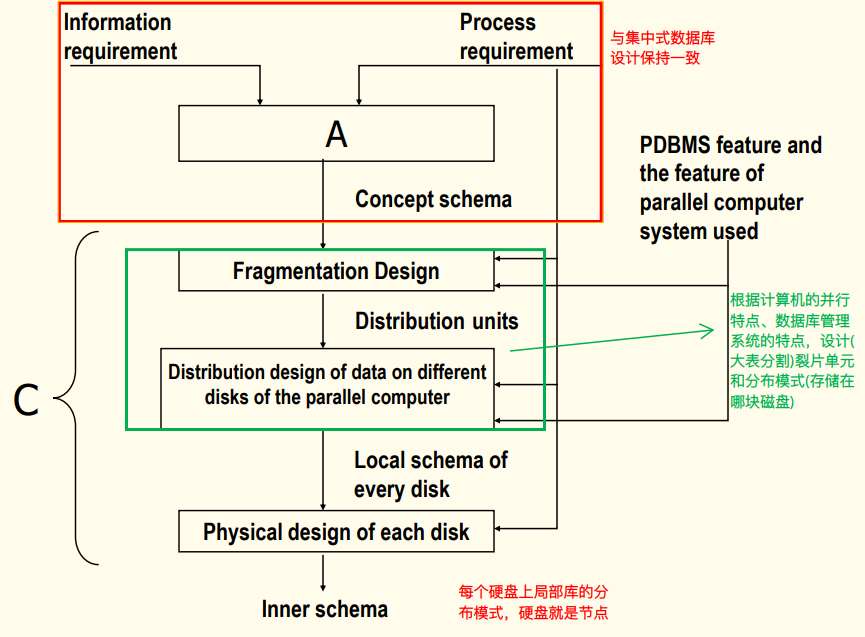 Information
requirement
Process
requirement
与集中式数据库
设计保持一致
A
PDBMS feature and
the feature of
parallel computer
system used
Concept schema
Fragmentation Design
Distribution units
根据计算机的并行
特点、数据库管理
系统的特点，设计(
大表分割)裂片单元
和分布模式(存储在
哪块磁盘)
Distribution design of data on different
disks of the parallel computer
C
Local schema of
every disk
Physical design of each disk
Inner schema
每个硬盘上局部库的分
布模式，硬盘就是节点